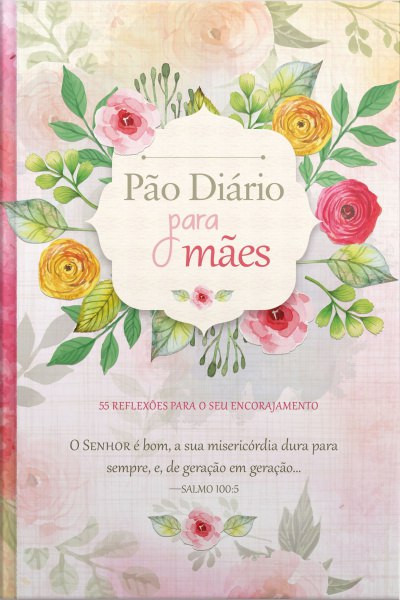 Pão Diário
para
mães
55 REFLEXÕES PARA O SEU ENCORAJAMENTO
O SENHOR é bom, a sua misericórdia dura para
sempre, e, de geração em geração...
—SALMO 100:5